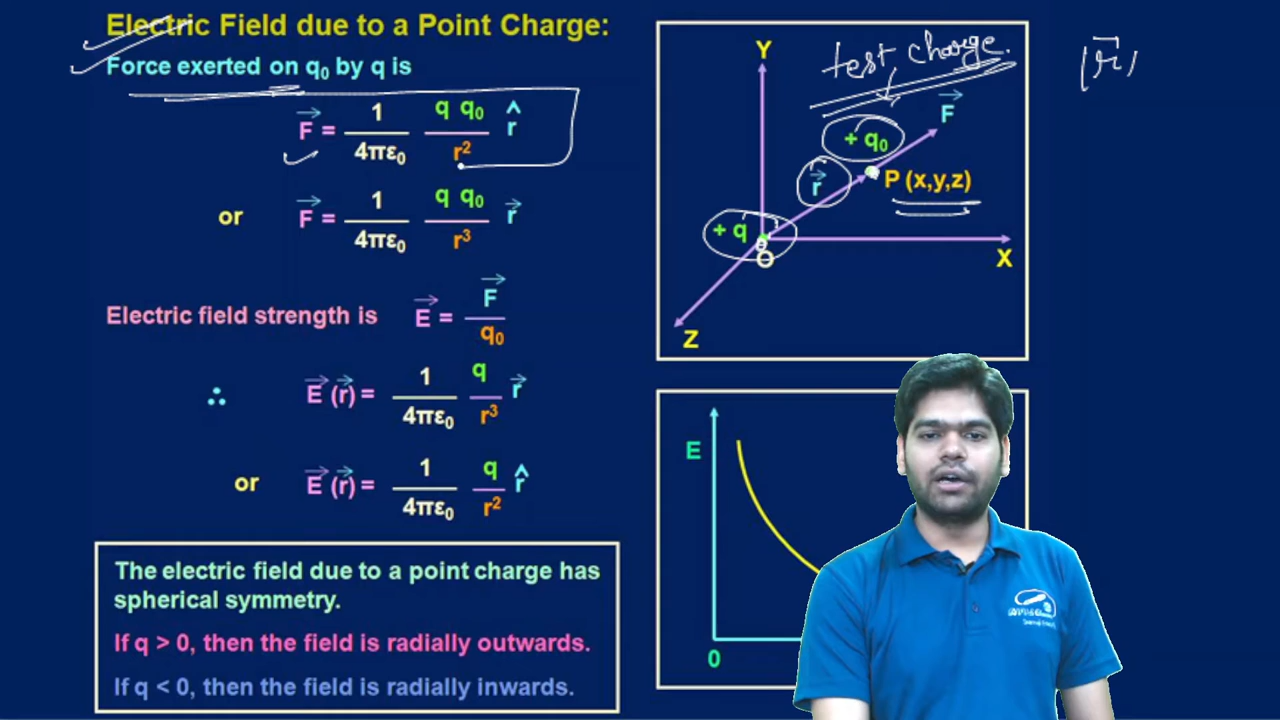 Electric Field due to a Point Charge:
Force exerted on q₀ by q is
F⃗ = 1/4πε₀ q q₀/r² r̂
or F⃗ = 1/4πε₀ q q₀/r³ r⃗
Electric field strength is E⃗ = F⃗/q₀
∴ E⃗ (r⃗) = 1/4πε₀ q/r³ r⃗
or E⃗ (r⃗) = 1/4πε₀ q/r² r̂
The electric field due to a point charge has
spherical symmetry.
If q > 0, then the field is radially outwards.
If q < 0, then the field is radially inwards.
Y
test charge.
|r⃗|
F⃗
+ q₀
r⃗
P (x,y,z)
+ q
O
X
Z
E
0